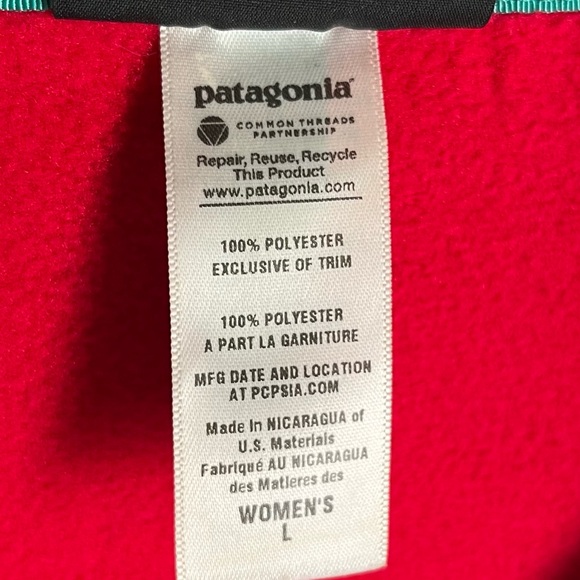 patagonia
COMMON THREADS
PARTNERSHIP
Repair, Reuse, Recycle
This Product
www.patagonia.com
100% POLYESTER
EXCLUSIVE OF TRIM
100% POLYESTER
A PART LA GARNITURE
MFG DATE AND LOCATION
AT PCPSIA.COM
Made in NICARAGUA of
U.S. Materials
Fabriqué AU NICARAGUA
des Matieres des
WOMEN'S
L